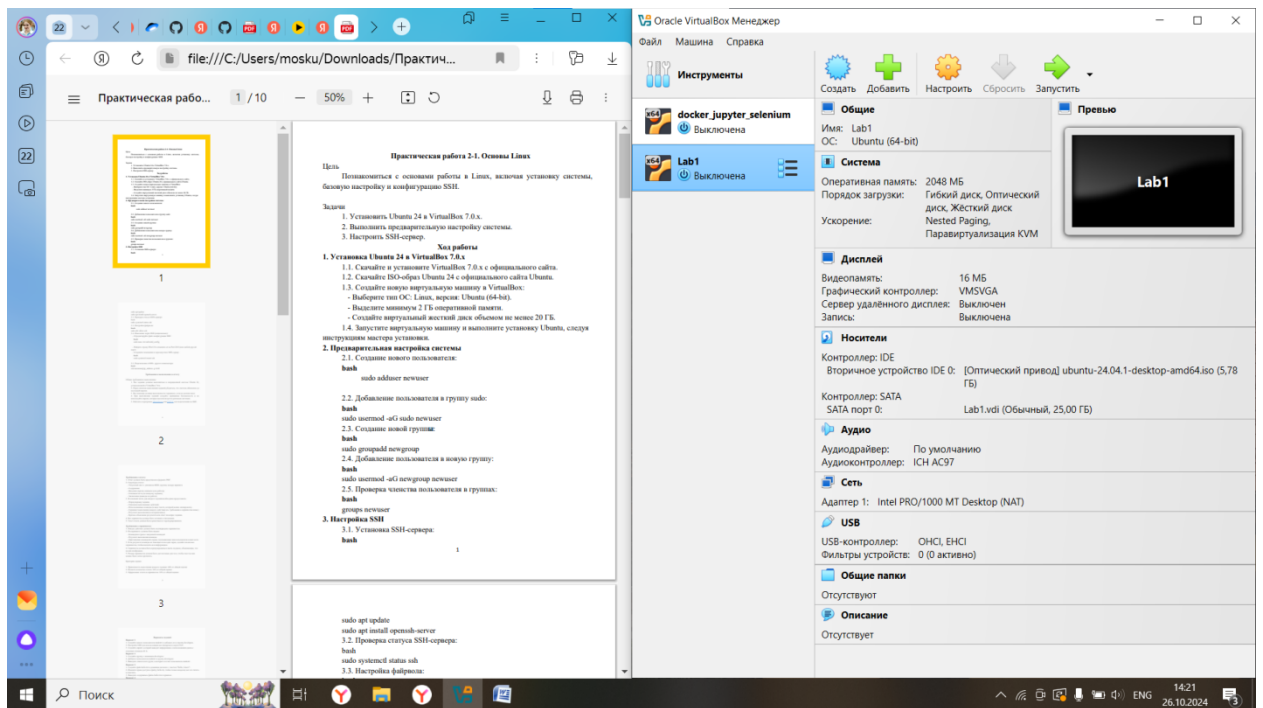 22
file:///C:/Users/mosku/Downloads/Практич...
Практическая рабо...
1 / 10
50%
1
2
3
Практическая работа 2-1. Основы Linux
Цель
Познакомиться с основами работы в Linux, включая установку системы,
базовую настройку и конфигурацию SSH.
Задачи
1. Установить Ubuntu 24 в VirtualBox 7.0.x.
2. Выполнить предварительную настройку системы.
3. Настроить SSH-сервер.
Ход работы
1. Установка Ubuntu 24 в VirtualBox 7.0.x
1.1. Скачайте и установите VirtualBox 7.0.x с официального сайта.
1.2. Скачайте ISO-образ Ubuntu 24 с официального сайта Ubuntu.
1.3. Создайте новую виртуальную машину в VirtualBox:
- Выберите тип ОС: Linux, версия: Ubuntu (64-bit).
- Выделите минимум 2 ГБ оперативной памяти.
- Создайте виртуальный жесткий диск объемом не менее 20 ГБ.
1.4. Запустите виртуальную машину и выполните установку Ubuntu, следуя
инструкциям мастера установки.
2. Предварительная настройка системы
2.1. Создание нового пользователя:
bash
sudo adduser newuser
2.2. Добавление пользователя в группу sudo:
bash
sudo usermod -aG sudo newuser
2.3. Создание новой группы:
bash
sudo groupadd newgroup
2.4. Добавление пользователя в новую группу:
bash
sudo usermod -aG newgroup newuser
2.5. Проверка членства пользователя в группах:
bash
groups newuser
3. Настройка SSH
3.1. Установка SSH-сервера:
bash
1
sudo apt update
sudo apt install openssh-server
3.2. Проверка статуса SSH-сервера:
bash
sudo systemctl status ssh
3.3. Настройка файрвола:
Oracle VirtualBox Менеджер
Файл Машина Справка
Инструменты
Создать Добавить Настроить Сбросить Запустить
docker_jupyter_selenium
Выключена
Lab1
Выключена
Общие
Имя: Lab1
ОС: Ubuntu (64-bit)
Превью
Lab1
Система
Оперативная память: 2048 МБ
Порядок загрузки: Гибкий диск, Оптический
диск, Жёсткий диск
Ускорение: Nested Paging,
Паравиртуализация KVM
Дисплей
Видеопамять: 16 МБ
Графический контроллер: VMSVGA
Сервер удалённого дисплея: Выключен
Запись: Выключена
Носители
Контроллер: IDE
Вторичное устройство IDE 0: [Оптический привод] ubuntu-24.04.1-desktop-amd64.iso (5,78
ГБ)
Контроллер: SATA
SATA порт 0: Lab1.vdi (Обычный, 25,00 ГБ)
Аудио
Аудиодрайвер: По умолчанию
Аудиоконтроллер: ICH AC97
Сеть
Адаптер 1: Intel PRO/1000 MT Desktop (NAT)
USB
USB-контроллер: OHCI, EHCI
Фильтры устройств: 0 (0 активно)
Общие папки
Отсутствуют
Описание
Отсутствует
Поиск
ENG
14:21
26.10.2024